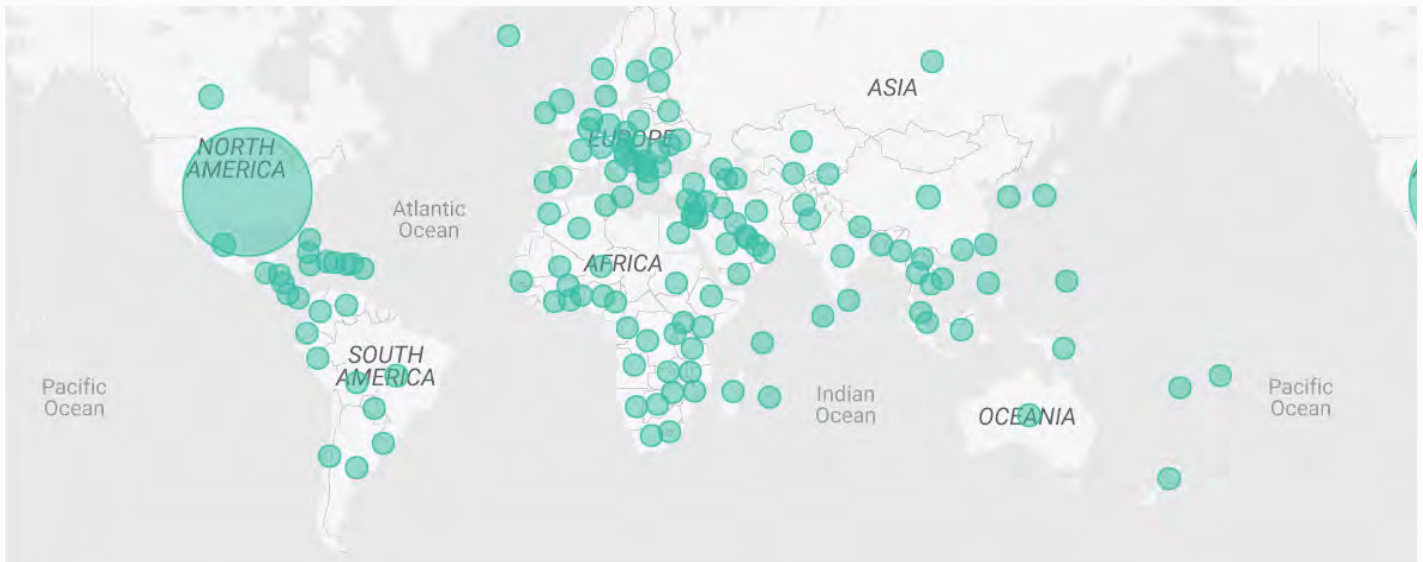 ASIA
NORTH
AMERICA
EUROPE
Atlantic
Ocean
AFRICA
SOUTH
AMERICA
Pacific
Ocean
Indian
Ocean
OCEANIA
Pacific
Ocean